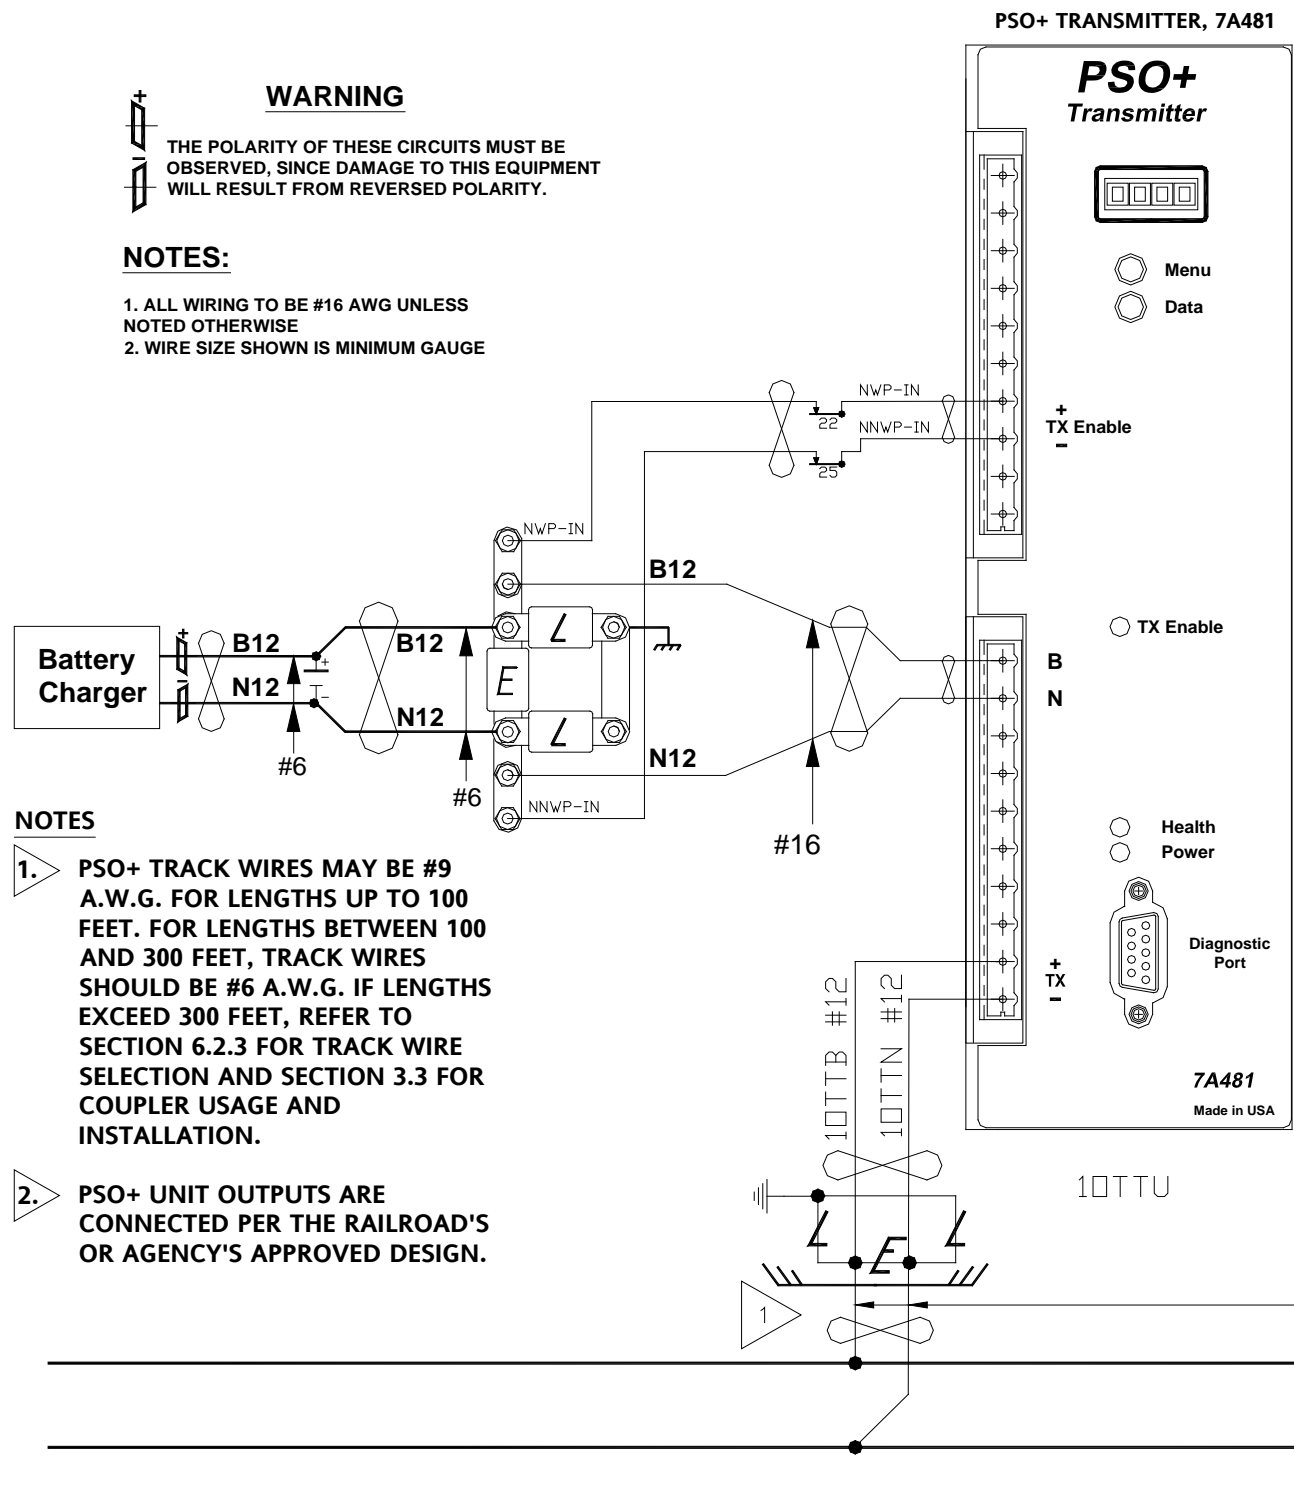 PSO+ TRANSMITTER, 7A481
PSO+
Transmitter
WARNING
+
−
THE POLARITY OF THESE CIRCUITS MUST BE
OBSERVED, SINCE DAMAGE TO THIS EQUIPMENT
WILL RESULT FROM REVERSED POLARITY.
NOTES:
1. ALL WIRING TO BE #16 AWG UNLESS
NOTED OTHERWISE
2. WIRE SIZE SHOWN IS MINIMUM GAUGE
Menu
Data
NWP-IN
22
NNWP-IN
25
+
TX Enable
−
NWP-IN
B12
TX Enable
Battery
Charger
+
−
B12
N12
+
−
B12
N12
E
B
N
N12
NNWP-IN
#6
#6
#16
Health
Power
Diagnostic
Port
+
TX
−
10TTB #12
10TTN #12
7A481
Made in USA
10TTU
E
1
NOTES
1. PSO+ TRACK WIRES MAY BE #9
A.W.G. FOR LENGTHS UP TO 100
FEET. FOR LENGTHS BETWEEN 100
AND 300 FEET, TRACK WIRES
SHOULD BE #6 A.W.G. IF LENGTHS
EXCEED 300 FEET, REFER TO
SECTION 6.2.3 FOR TRACK WIRE
SELECTION AND SECTION 3.3 FOR
COUPLER USAGE AND
INSTALLATION.
2. PSO+ UNIT OUTPUTS ARE
CONNECTED PER THE RAILROAD'S
OR AGENCY'S APPROVED DESIGN.